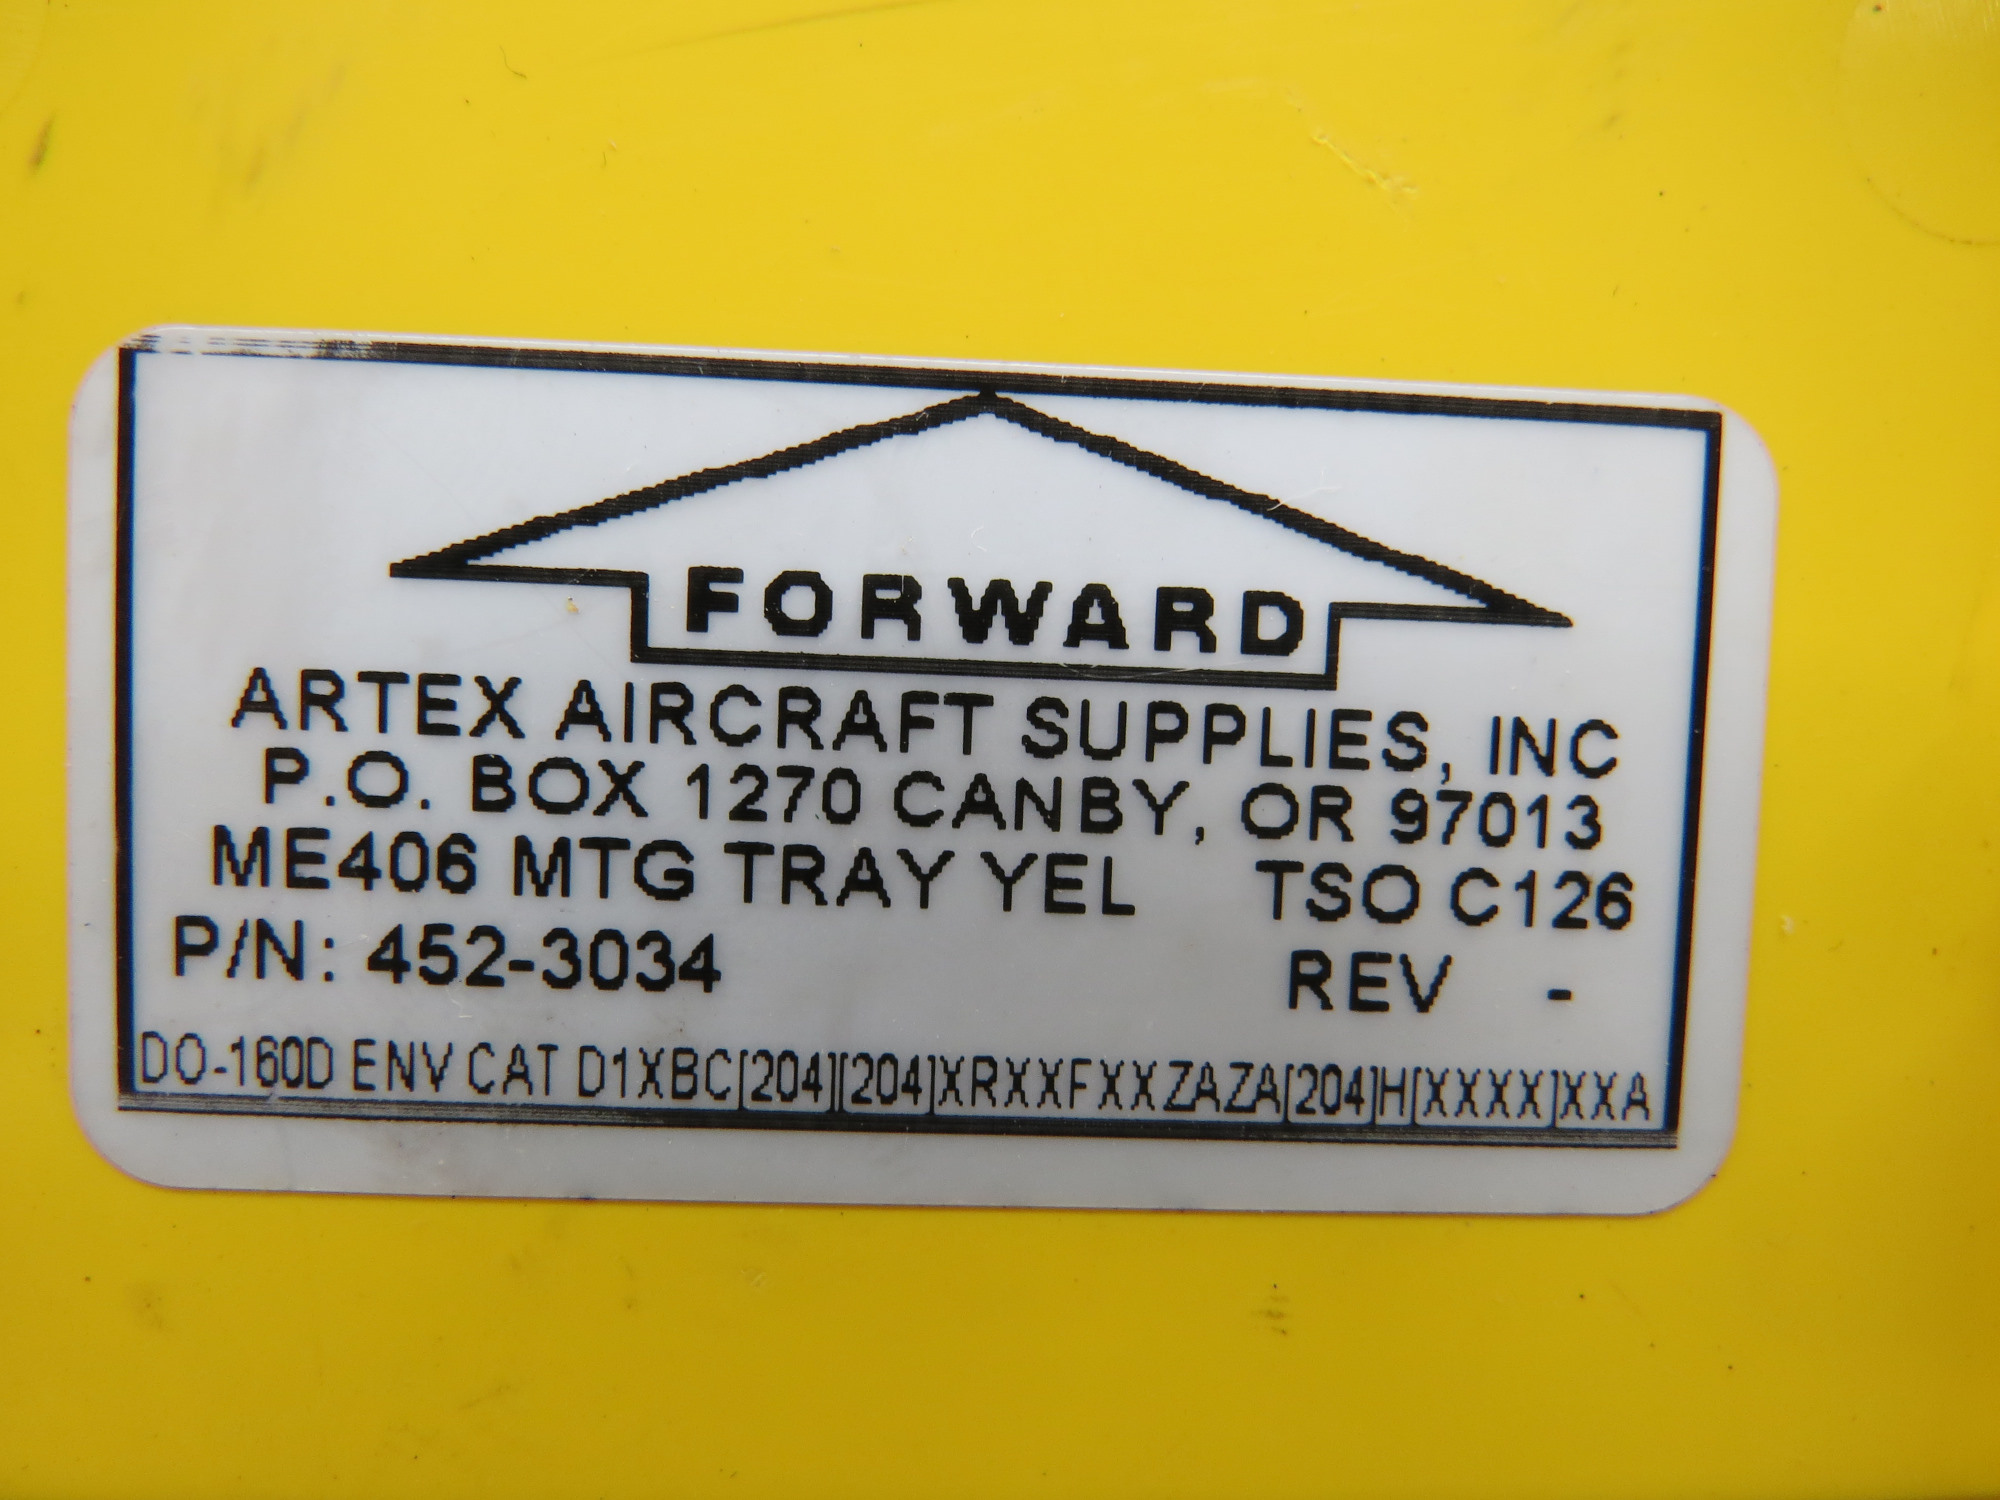 FORWARD
ARTEX AIRCRAFT SUPPLIES, INC
P.O. BOX 1270 CANBY, OR 97013
ME406 MTG TRAY YEL TSO C126
P/N: 452-3034 REV -
DO-160D ENV CAT D1XBC[204][204]XRXXFXXZAZA[204]H[XXXX]XXA